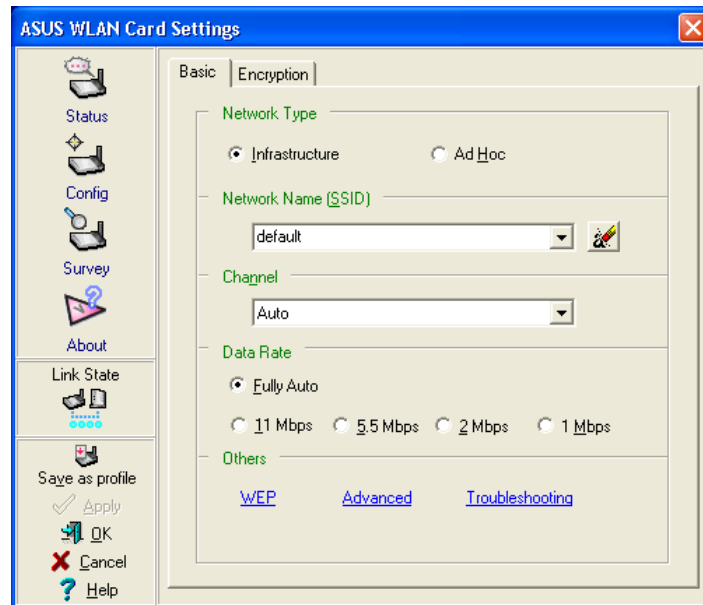 ASUS WLAN Card Settings
Status
Config
Survey
About
Link State
Save as profile
Apply
OK
Cancel
Help
Basic Encryption
Network Type
Infrastructure Ad Hoc
Network Name (SSID)
default
Channel
Auto
Data Rate
Fully Auto
11 Mbps 5.5 Mbps 2 Mbps 1 Mbps
Others
WEP Advanced Troubleshooting